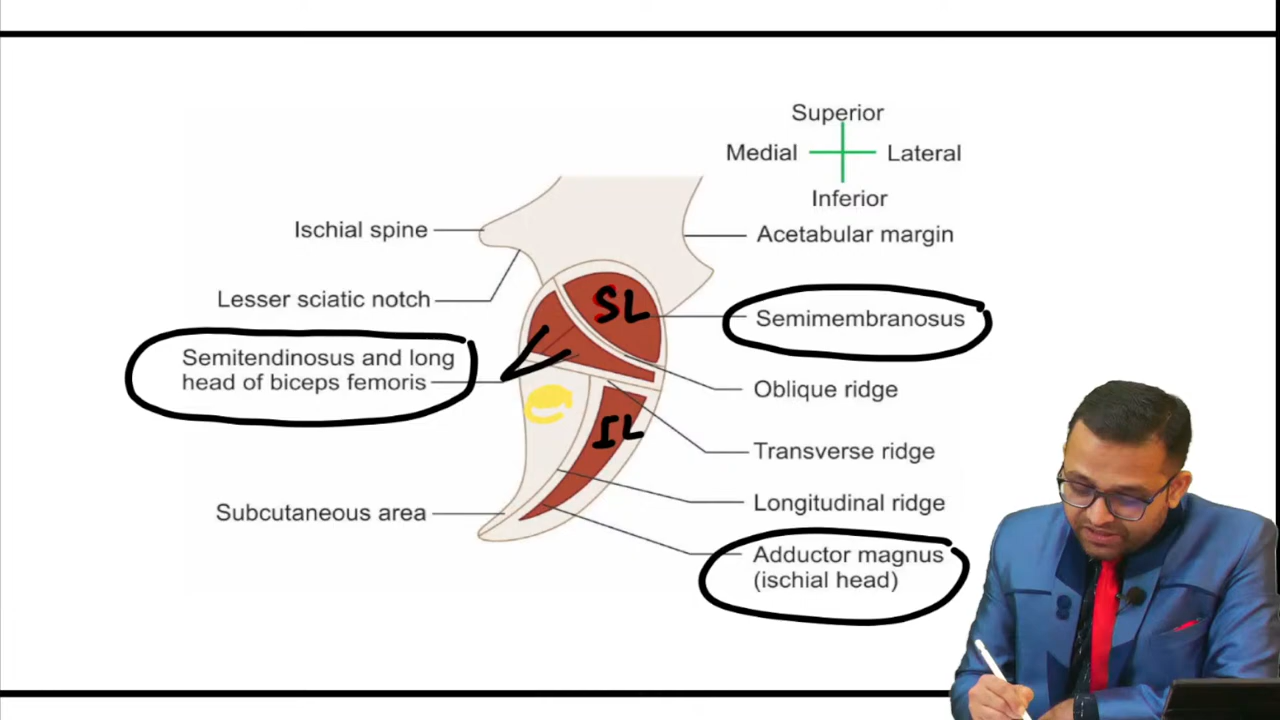 Superior
Medial
Lateral
Inferior
Ischial spine
Acetabular margin
Lesser sciatic notch
SL
Semimembranosus
Semitendinosus and long
head of biceps femoris
Oblique ridge
IL
Transverse ridge
Longitudinal ridge
Subcutaneous area
Adductor magnus
(ischial head)